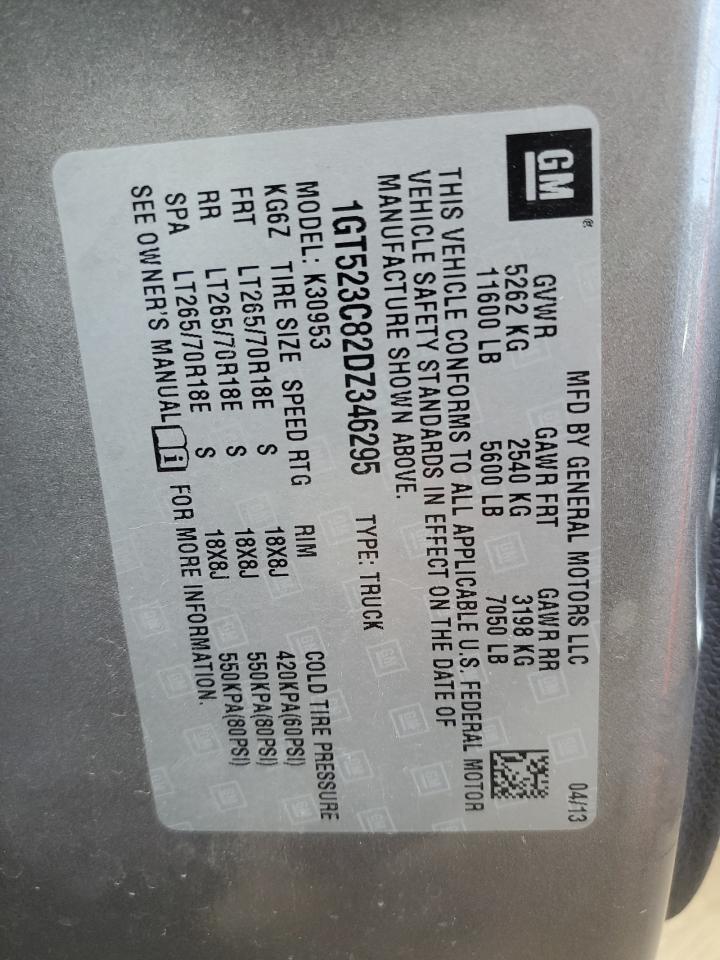 GM®
MFD BY GENERAL MOTORS LLC 04/13
GVWR GAWR FRT GAWR RR
5262 KG 2540 KG 3198 KG
11600 LB 5600 LB 7050 LB
THIS VEHICLE CONFORMS TO ALL APPLICABLE U.S. FEDERAL MOTOR
VEHICLE SAFETY STANDARDS IN EFFECT ON THE DATE OF
MANUFACTURE SHOWN ABOVE.
1GT523C82DZ346295 TYPE: TRUCK
MODEL: K30953
KG6Z TIRE SIZE SPEED RTG RIM COLD TIRE PRESSURE
FRT LT265/70R18E S 18X8J 420KPA(60PSI)
RR LT265/70R18E S 18X8J 550KPA(80PSI)
SPA LT265/70R18E S 18X8J 550KPA(80PSI)
SEE OWNER'S MANUAL i FOR MORE INFORMATION.